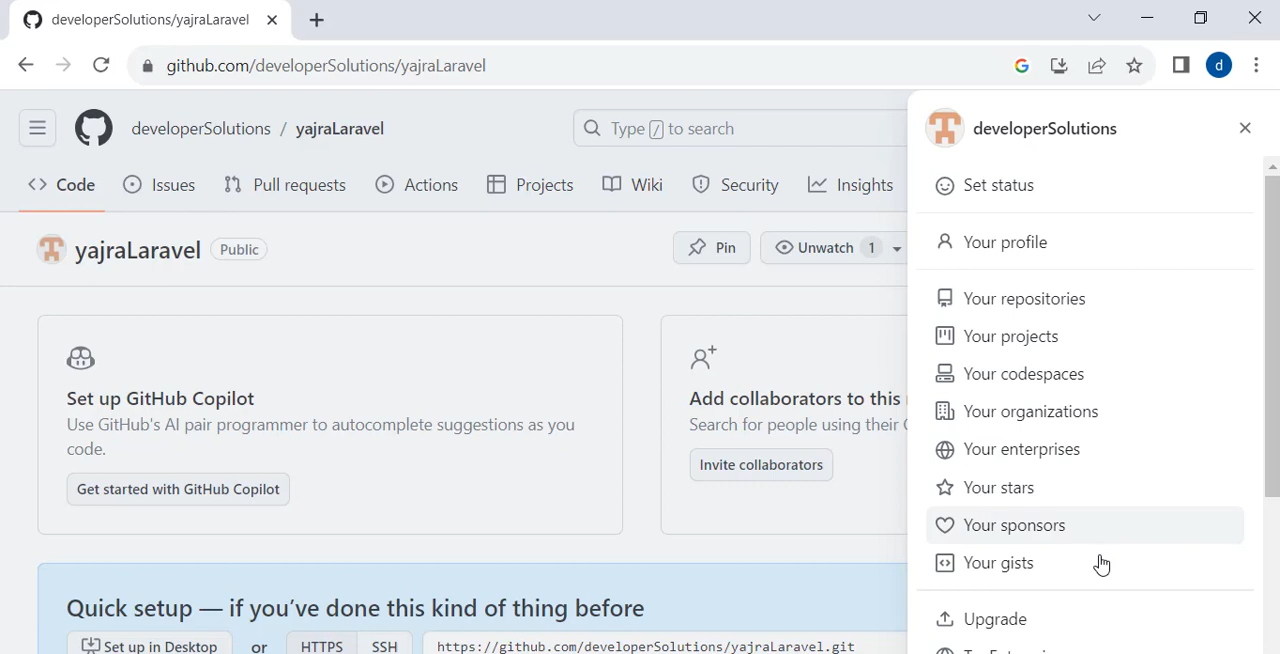 developerSolutions/yajraLaravel
github.com/developerSolutions/yajraLaravel
d
developerSolutions / yajraLaravel
Type / to search
Code Issues Pull requests Actions Projects Wiki Security Insights
yajraLaravel Public
Pin
Unwatch 1
Set up GitHub Copilot
Use GitHub's AI pair programmer to autocomplete suggestions as you
code.
Get started with GitHub Copilot
Add collaborators to this
Search for people using their
Invite collaborators
Quick setup — if you've done this kind of thing before
Set up in Desktop or HTTPS SSH https://github.com/developerSolutions/yajraLaravel.git
developerSolutions
Set status
Your profile
Your repositories
Your projects
Your codespaces
Your organizations
Your enterprises
Your stars
Your sponsors
Your gists
Upgrade